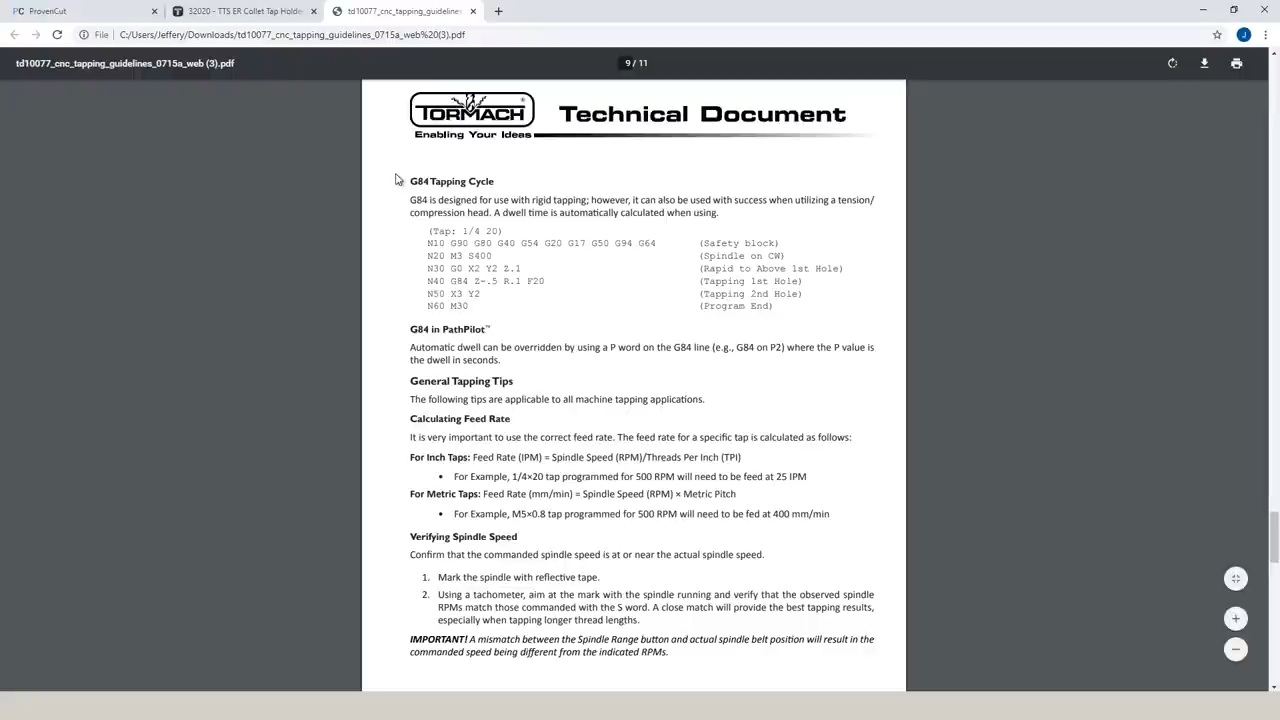 ProvenCut
32020 - TTS ER Collet Tap Holder
td10077_cnc_tapping_guidelines_
File | C:/Users/Jeffery/Downloads/td10077_cnc_tapping_guidelines_0715a_web%20(3).pdf
J
td10077_cnc_tapping_guidelines_0715a_web (3).pdf
9 / 11
TORMACH®
Enabling Your Ideas
Technical Document
G84 Tapping Cycle
G84 is designed for use with rigid tapping; however, it can also be used with success when utilizing a tension/
compression head. A dwell time is automatically calculated when using.
(Tap: 1/4 20)
N10 G90 G80 G40 G54 G20 G17 G50 G94 G64 (Safety block)
N20 M3 S400 (Spindle on CW)
N30 G0 X2 Y2 Z.1 (Rapid to Above 1st Hole)
N40 G84 Z-.5 R.1 F20 (Tapping 1st Hole)
N50 X3 Y2 (Tapping 2nd Hole)
N60 M30 (Program End)
G84 in PathPilot™
Automatic dwell can be overridden by using a P word on the G84 line (e.g., G84 on P2) where the P value is
the dwell in seconds.
General Tapping Tips
The following tips are applicable to all machine tapping applications.
Calculating Feed Rate
It is very important to use the correct feed rate. The feed rate for a specific tap is calculated as follows:
For Inch Taps: Feed Rate (IPM) = Spindle Speed (RPM)/Threads Per Inch (TPI)
• For Example, 1/4×20 tap programmed for 500 RPM will need to be feed at 25 IPM
For Metric Taps: Feed Rate (mm/min) = Spindle Speed (RPM) × Metric Pitch
• For Example, M5×0.8 tap programmed for 500 RPM will need to be fed at 400 mm/min
Verifying Spindle Speed
Confirm that the commanded spindle speed is at or near the actual spindle speed.
1. Mark the spindle with reflective tape.
2. Using a tachometer, aim at the mark with the spindle running and verify that the observed spindle
RPMs match those commanded with the S word. A close match will provide the best tapping results,
especially when tapping longer thread lengths.
IMPORTANT! A mismatch between the Spindle Range button and actual spindle belt position will result in the
commanded speed being different from the indicated RPMs.